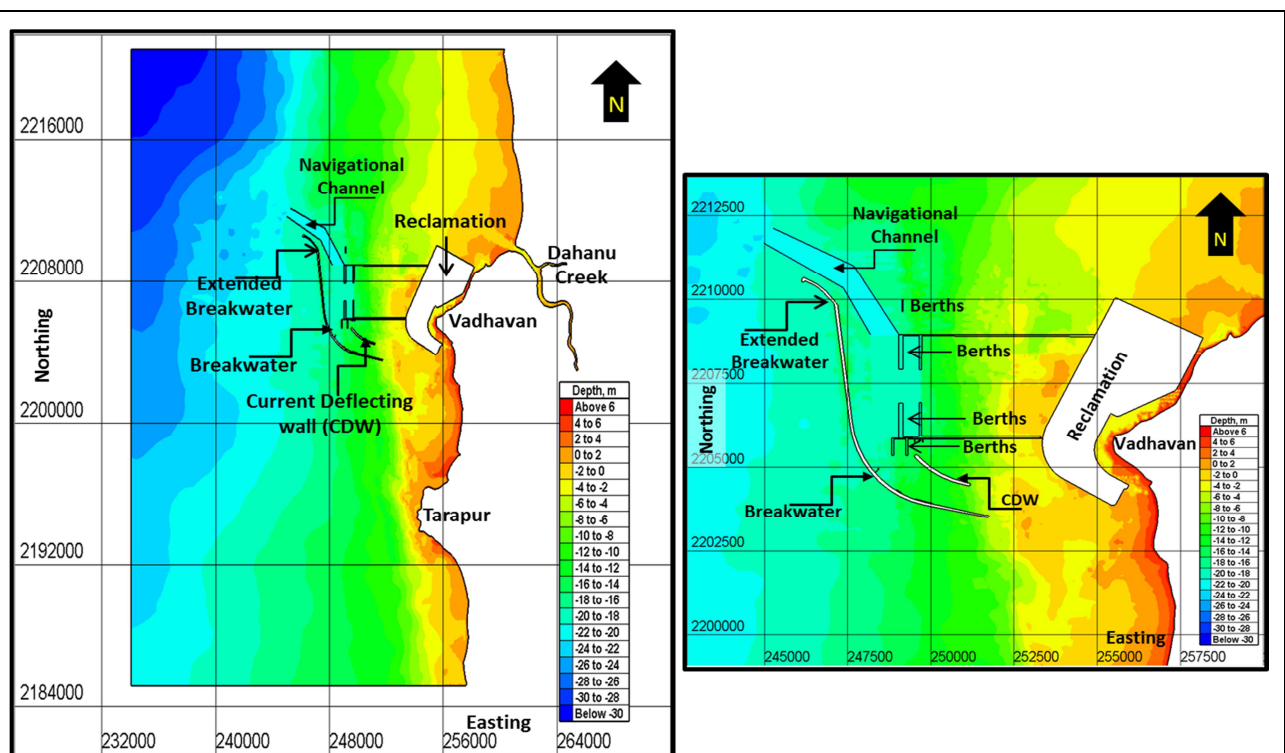 N
2216000
Navigational
Channel
Reclamation
2208000
Dahanu
Creek
Extended
Breakwater
Vadhavan
Northing
Breakwater
2200000
Current Deflecting
wall (CDW)
Tarapur
2192000
2184000
Easting
232000
240000
248000
256000
264000
Depth, m
Above 6
4 to 6
2 to 4
0 to 2
-2 to 0
-4 to -2
-6 to -4
-8 to -6
-10 to -8
-12 to -10
-14 to -12
-16 to -14
-18 to -16
-20 to -18
-22 to -20
-24 to -22
-26 to -24
-28 to -26
-30 to -28
Below -30
N
2212500
Navigational
Channel
2210000
I Berths
Extended
Breakwater
Berths
2207500
Northing
Reclamation
Berths
Berths
Vadhavan
2205000
CDW
Breakwater
2202500
2200000
Easting
245000
247500
250000
252500
255000
257500
Depth, m
Above 6
4 to 6
2 to 4
0 to 2
-2 to 0
-4 to -2
-6 to -4
-8 to -6
-10 to -8
-12 to -10
-14 to -12
-16 to -14
-18 to -16
-20 to -18
-22 to -20
-24 to -22
-26 to -24
-28 to -26
-30 to -28
Below -30